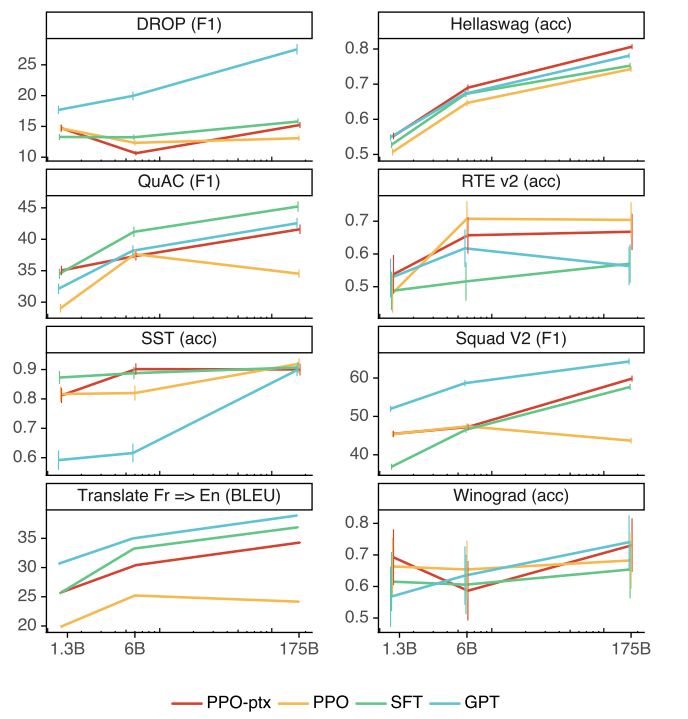 DROP (F1)
25
20
15
10
Hellaswag (acc)
0.8
0.7
0.6
0.5
QuAC (F1)
45
40
35
30
RTE v2 (acc)
0.7
0.6
0.5
SST (acc)
0.9
0.8
0.7
0.6
Squad V2 (F1)
60
50
40
Translate Fr => En (BLEU)
35
30
25
20
1.3B 6B 175B
Winograd (acc)
0.8
0.7
0.6
0.5
1.3B 6B 175B
PPO-ptx PPO SFT GPT